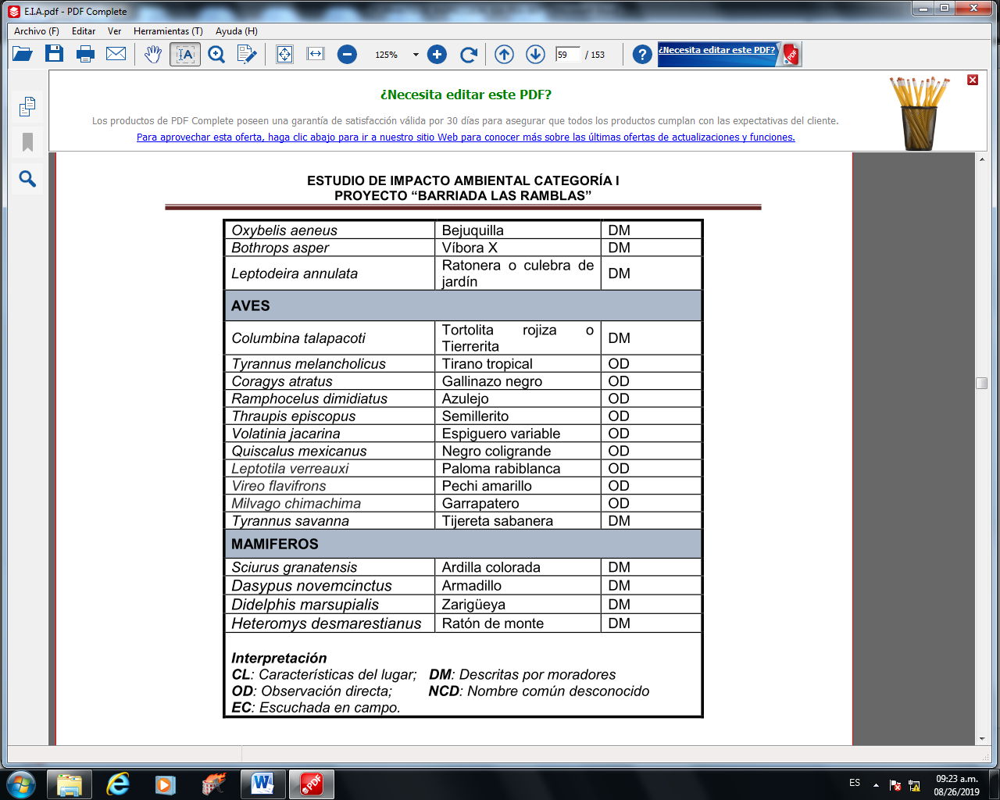 E.I.A.pdf - PDF Complete
Archivo (F) Editar Ver Herramientas (T) Ayuda (H)
125% 59 / 153 ¿Necesita editar este PDF? PDF
¿Necesita editar este PDF?
Los productos de PDF Complete poseen una garantía de satisfacción válida por 30 días para asegurar que todos los productos cumplan con las expectativas del cliente.
Para aprovechar esta oferta, haga clic abajo para ir a nuestro sitio Web para conocer más sobre las últimas ofertas de actualizaciones y funciones.
ESTUDIO DE IMPACTO AMBIENTAL CATEGORÍA I
PROYECTO “BARRIADA LAS RAMBLAS”
Oxybelis aeneus Bejuquilla DM
Bothrops asper Víbora X DM
Leptodeira annulata Ratonera o culebra de jardín DM
AVES
Columbina talapacoti Tortolita rojiza o Tierrerita DM
Tyrannus melancholicus Tirano tropical OD
Coragys atratus Gallinazo negro OD
Ramphocelus dimidiatus Azulejo OD
Thraupis episcopus Semillerito OD
Volatinia jacarina Espiguero variable OD
Quiscalus mexicanus Negro coligrande OD
Leptotila verreauxi Paloma rabiblanca OD
Vireo flavifrons Pechi amarillo OD
Milvago chimachima Garrapatero OD
Tyrannus savanna Tijereta sabanera DM
MAMIFEROS
Sciurus granatensis Ardilla colorada DM
Dasypus novemcinctus Armadillo DM
Didelphis marsupialis Zarigüeya DM
Heteromys desmarestianus Ratón de monte DM
Interpretación
CL: Características del lugar; DM: Descritas por moradores
OD: Observación directa; NCD: Nombre común desconocido
EC: Escuchada en campo.
ES 09:23 a.m.
08/26/2019